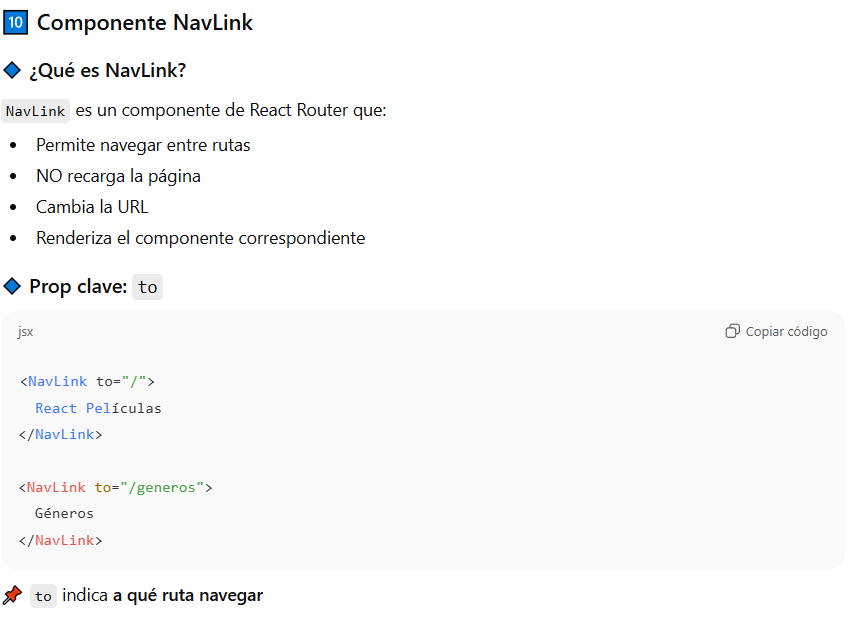 10 Componente NavLink
¿Qué es NavLink?
NavLink es un componente de React Router que:
• Permite navegar entre rutas
• NO recarga la página
• Cambia la URL
• Renderiza el componente correspondiente
Prop clave: to
jsx
Copiar código
<NavLink to="/">
  React Películas
</NavLink>
<NavLink to="/generos">
  Géneros
</NavLink>
📌 to indica a qué ruta navegar